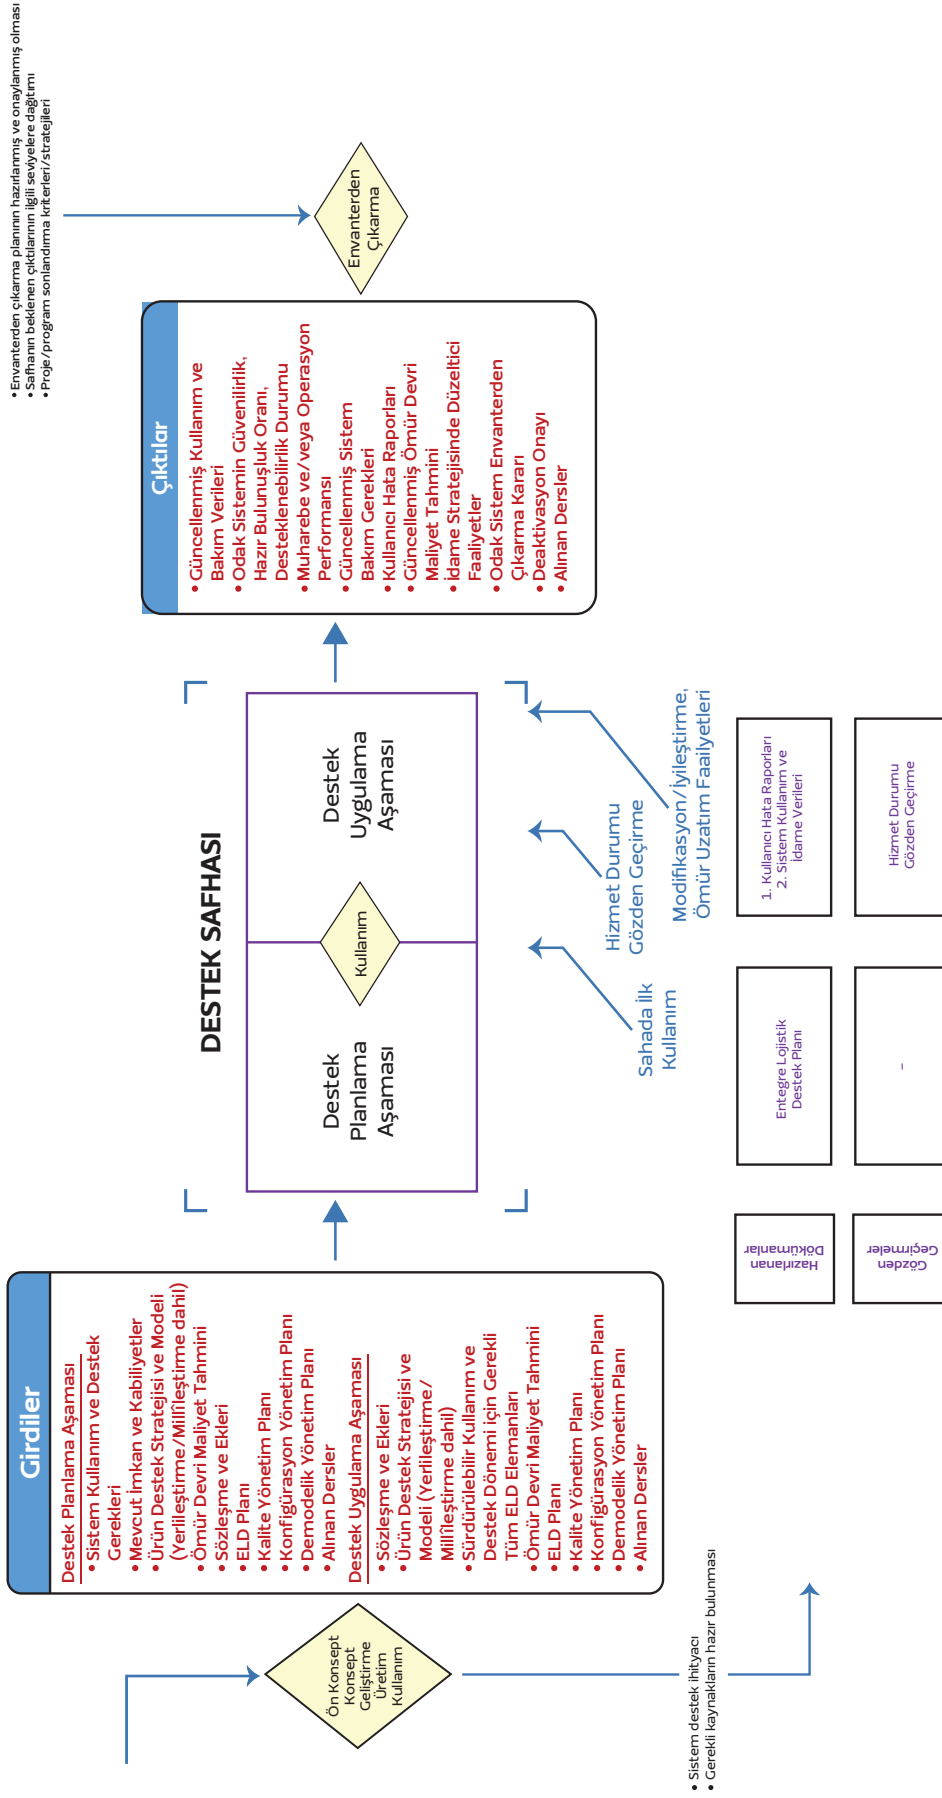 Girdiler
Destek Planlama Aşaması
• Sistem Kullanım ve Destek
Gerekleri
• Mevcut İmkan ve Kabiliyetler
• Ürün Destek Stratejisi ve Modeli
(Yerlileştirme/Millîleştirme dahil)
• Ömür Devri Maliyet Tahmini
• Sözleşme ve Ekleri
• ELD Planı
• Kalite Yönetim Planı
• Konfigürasyon Yönetim Planı
• Demodelik Yönetim Planı
• Alınan Dersler
Destek Uygulama Aşaması
• Sözleşme ve Ekleri
• Ürün Destek Stratejisi ve
Modeli (Yerlileştirme/
Millîleştirme dahil)
• Sürdürülebilir Kullanım ve
Destek Dönemi için Gerekli
Tüm ELD Elemanları
• Ömür Devri Maliyet Tahmini
• ELD Planı
• Kalite Yönetim Planı
• Konfigürasyon Yönetim Planı
• Demodelik Yönetim Planı
• Alınan Dersler
Ön Konsept
Konsept
Geliştirme
Üretim
Kullanım
• Sistem destek ihityacı
• Gerekli kaynakların hazır bulunması
DESTEK SAFHASI
Destek
Planlama
Aşaması
Kullanım
Destek
Uygulama
Aşaması
Sahada İlk
Kullanım
Hizmet Durumu
Gözden Geçirme
Modifikasyon/İyileştirme,
Ömür Uzatım Faailyetleri
Çıktılar
• Güncellenmiş Kullanım ve
Bakım Verileri
• Odak Sistemin Güvenilirlik,
Hazır Bulunuşluk Oranı,
Desteklenebilirlik Durumu
• Muharebe ve/veya Operasyon
Performansı
• Güncellenmiş Sistem
Bakım Gerekleri
• Kullanıcı Hata Raporları
• Güncellenmiş Ömür Devri
Maliyet Tahmini
• İdame Stratejisinde Düzeltici
Faaliyetler
• Odak Sistem Envanterden
Çıkarma Kararı
• Deaktivasyon Onayı
• Alınan Dersler
Envanterden
Çıkarma
• Envanterden çıkarma planının hazırlanmış ve onaylanmış olması
• Safhanın beklenen çıktılarının ilgili seviyelere dağıtımı
• Proje/program sonlandırma kriterleri/stratejileri
Hazırlanan
Dökümanlar
Entegre Lojistik
Destek Planı
1. Kullanıcı Hata Raporları
2. Sistem Kullanım ve
İdame Verileri
Gözden
Geçirmeler
–
Hizmet Durumu
Gözden Geçirme